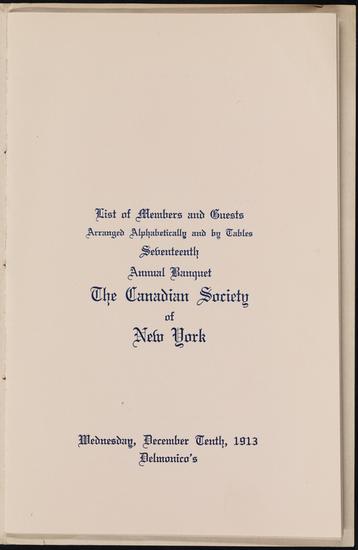 List of Members and Guests
Arranged Alphabetically and by Tables
Seventeenth
Annual Banquet
The Canadian Society
of
New York
Wednesday, December Tenth, 1913
Delmonico's